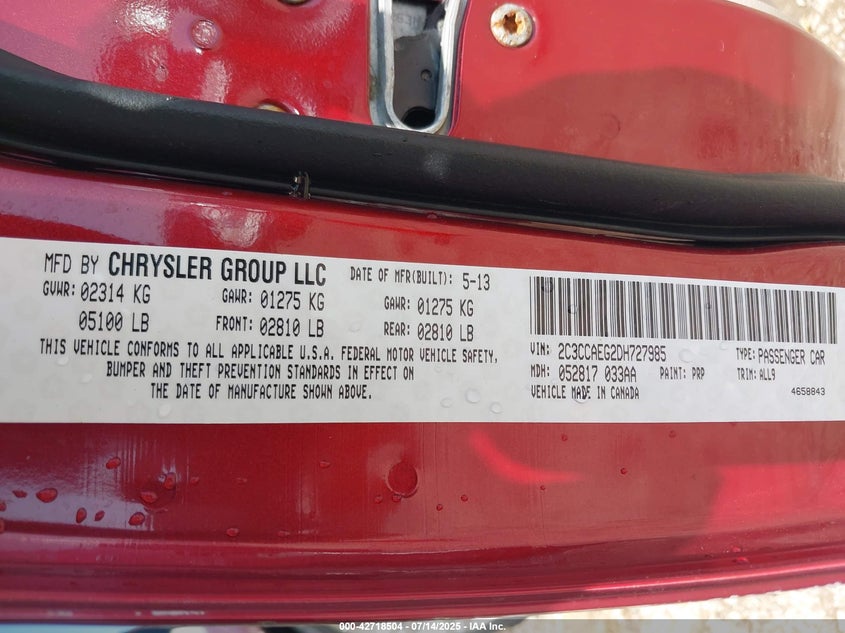 MFD BY CHRYSLER GROUP LLC DATE OF MFR(BUILT): 5-13
GVWR: 02314 KG GAWR: 01275 KG GAWR: 01275 KG
05100 LB FRONT: 02810 LB REAR: 02810 LB
THIS VEHICLE CONFORMS TO ALL APPLICABLE U.S.A. FEDERAL MOTOR VEHICLE SAFETY,
BUMPER AND THEFT PREVENTION STANDARDS IN EFFECT ON
THE DATE OF MANUFACTURE SHOWN ABOVE.
VIN: 2C3CCAEG2DH727985 TYPE: PASSENGER CAR
MDH: 052817 033AA PAINT: PRP TRIM: ALL9
VEHICLE MADE IN CANADA 4658843
000-42718504 - 07/14/2025 - IAA Inc.